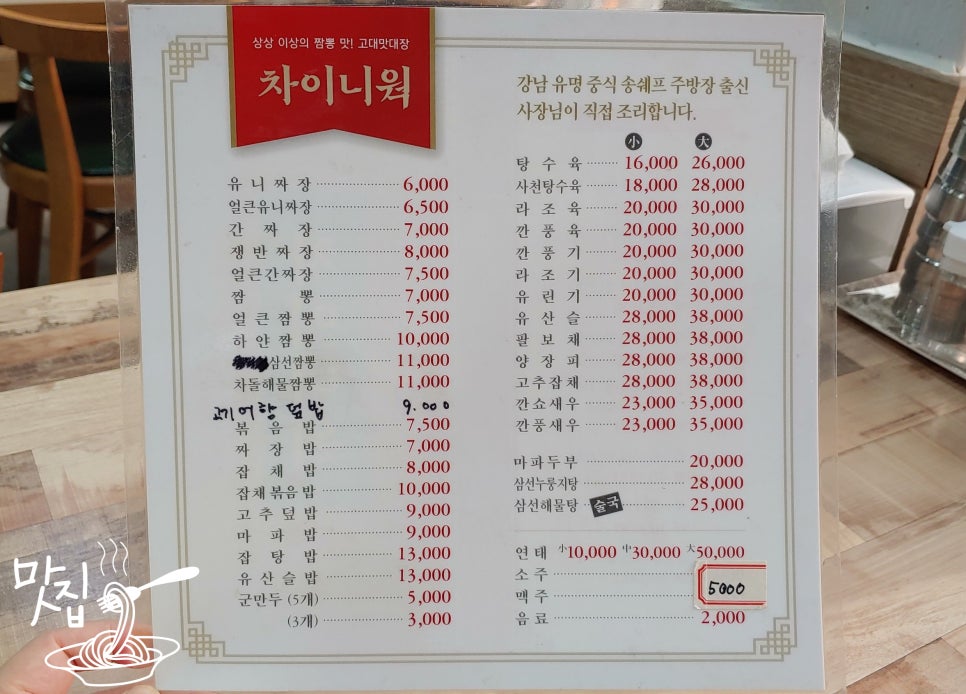 상상 이상의 짬뽕 맛! 고대맛대장
차이니웍
유니짜장 6,000
얼큰유니짜장 6,500
간짜장 7,000
쟁반짜장 8,000
얼큰간짜장 7,500
짬뽕 7,000
얼큰짬뽕 7,500
하얀짬뽕 10,000
삼선짬뽕 11,000
차돌해물짬뽕 11,000
고기어향덮밥 9.000
볶음밥 7,500
짜장밥 7,000
잡채밥 8,000
잡채볶음밥 10,000
고추덮밥 9,000
마파밥 9,000
잡탕밥 13,000
유산슬밥 13,000
군만두 (5개) 5,000
(3개) 3,000
강남 유명 중식 송쉐프 주방장 출신
사장님이 직접 조리합니다.
小 大
탕수육 16,000 26,000
사천탕수육 18,000 28,000
라조육 20,000 30,000
깐풍육 20,000 30,000
깐풍기 20,000 30,000
라조기 20,000 30,000
유린기 20,000 30,000
유산슬 28,000 38,000
팔보채 28,000 38,000
양장피 28,000 38,000
고추잡채 28,000 38,000
깐쇼새우 23,000 35,000
깐풍새우 23,000 35,000
마파두부 20,000
삼선누룽지탕 28,000
삼선해물탕 술국 25,000
연태 小10,000 中30,000 大50,000
소주
5000
맥주
음료 2,000
맛집